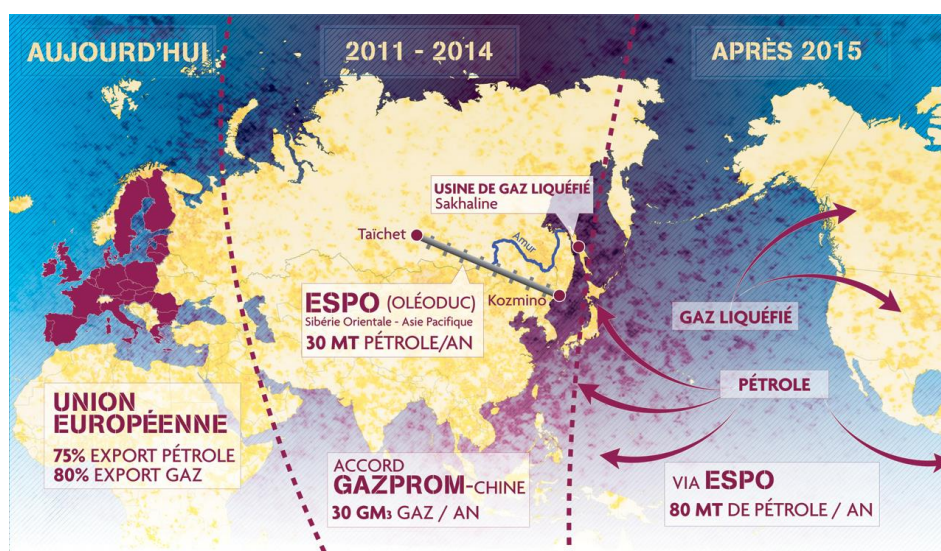 AUJOURD'HUI
2011 - 2014
APRÈS 2015
USINE DE GAZ LIQUÉFIÉ
Sakhaline
Taïchet
Amur
Kozmino
ESPO (OLÉODUC)
Sibérie Orientale - Asie Pacifique
30 MT PÉTROLE/AN
GAZ LIQUÉFIÉ
PÉTROLE
UNION
EUROPÉENNE
75% EXPORT PÉTROLE
80% EXPORT GAZ
ACCORD
GAZPROM-CHINE
30 GM3 GAZ / AN
VIA ESPO
80 MT DE PÉTROLE / AN